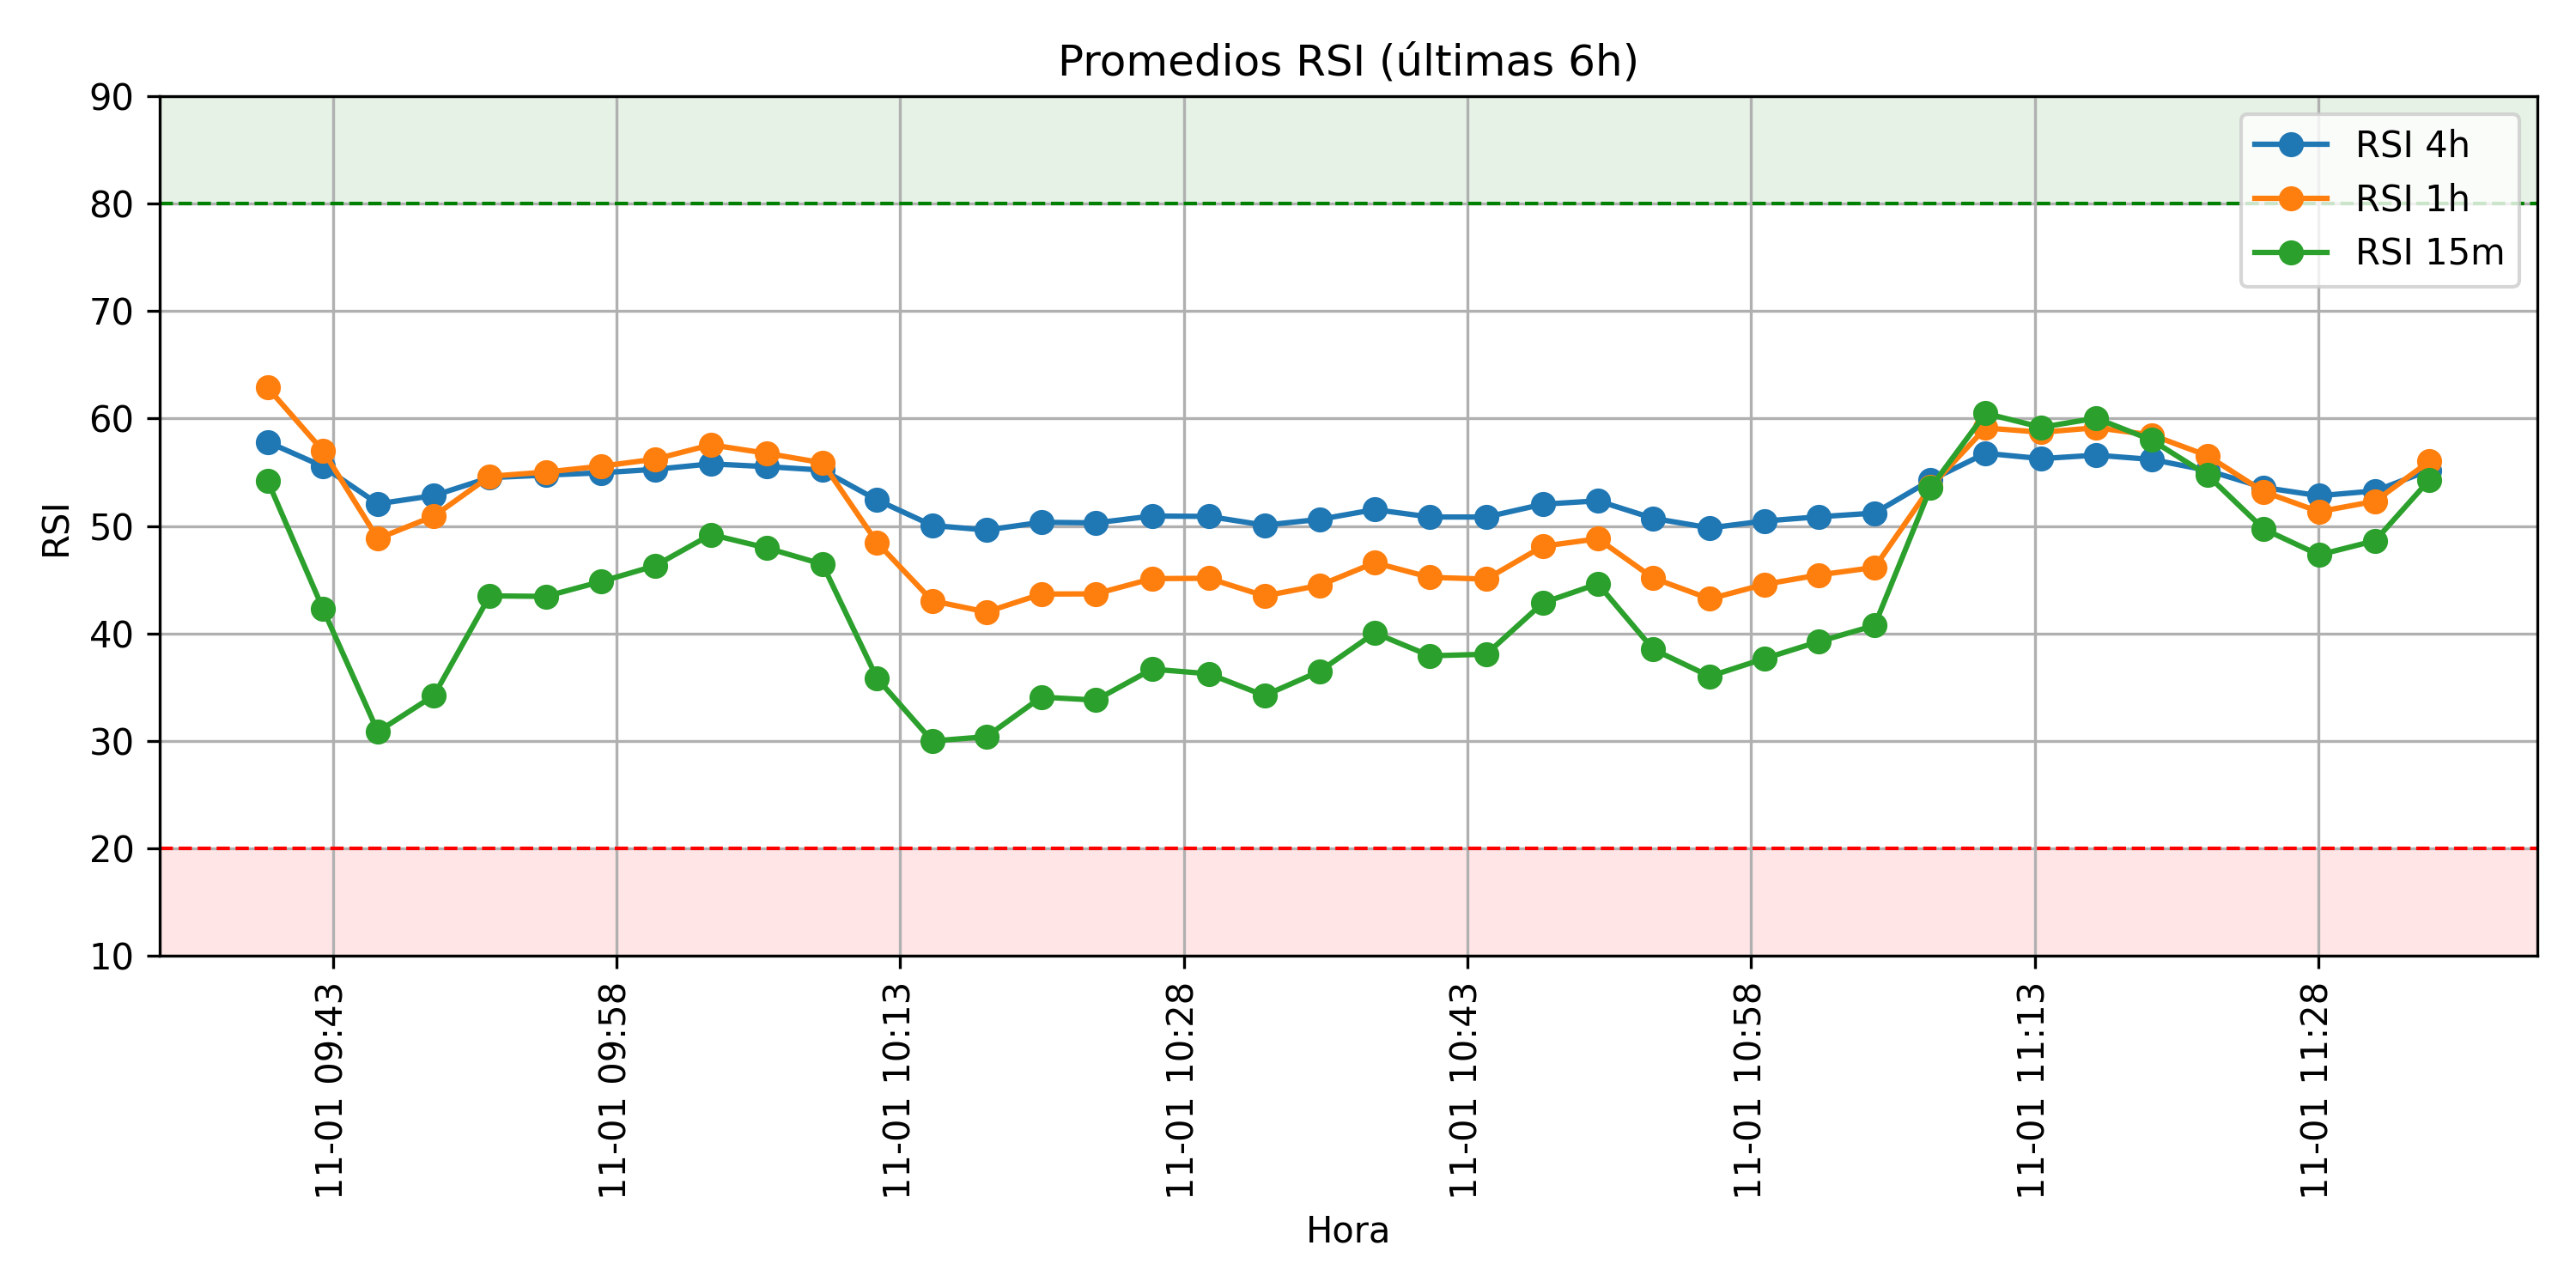 Promedios RSI (últimas 6h)
RSI 4h
RSI 1h
RSI 15m
RSI
90
80
70
60
50
40
30
20
10
11-01 09:43
11-01 09:58
11-01 10:13
11-01 10:28
11-01 10:43
11-01 10:58
11-01 11:13
11-01 11:28
Hora